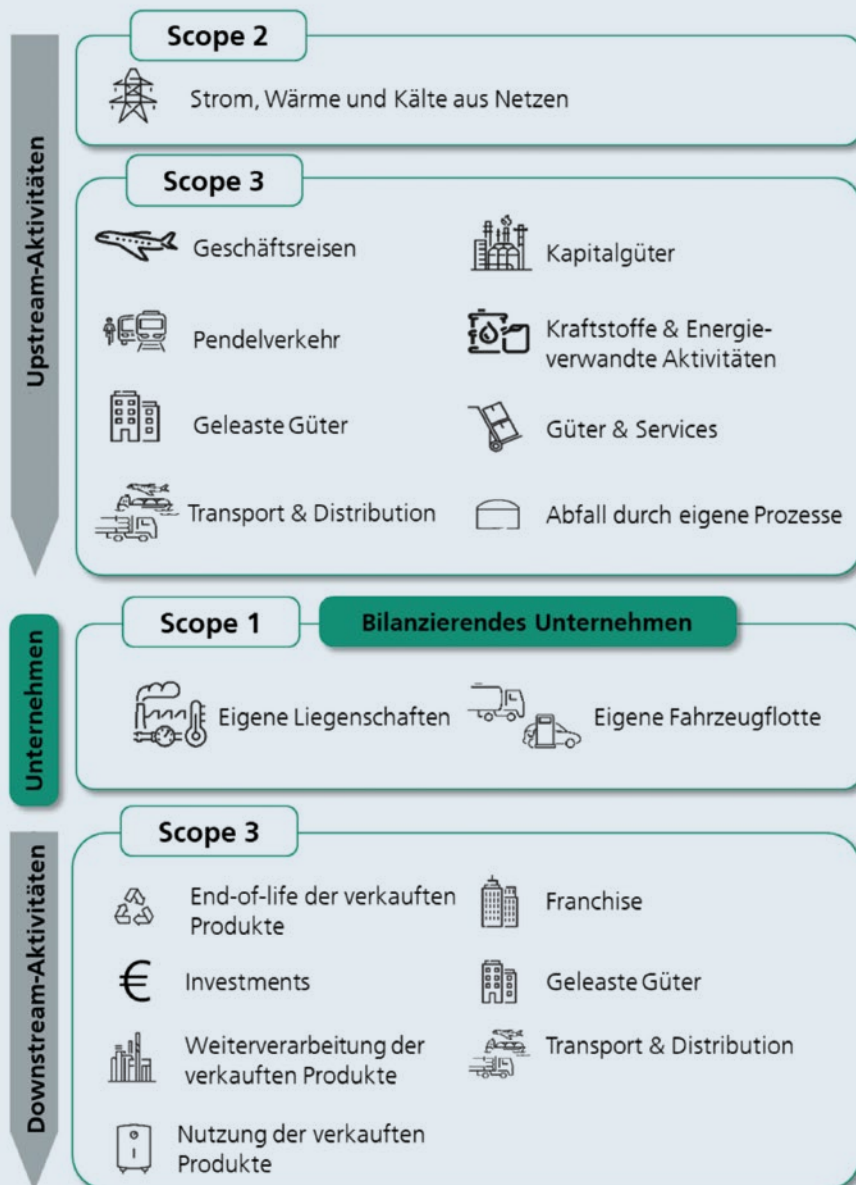 Upstream-Aktivitäten
Scope 2
Strom, Wärme und Kälte aus Netzen
Scope 3
Geschäftsreisen
Kapitalgüter
Pendelverkehr
Kraftstoffe & Energie-
verwandte Aktivitäten
Geleaste Güter
Güter & Services
Transport & Distribution
Abfall durch eigene Prozesse
Unternehmen
Scope 1
Bilanzierendes Unternehmen
Eigene Liegenschaften
Eigene Fahrzeugflotte
Downstream-Aktivitäten
Scope 3
End-of-life der verkauften
Produkte
Franchise
€
Investments
Geleaste Güter
Weiterverarbeitung der
verkauften Produkte
Transport & Distribution
Nutzung der verkauften
Produkte